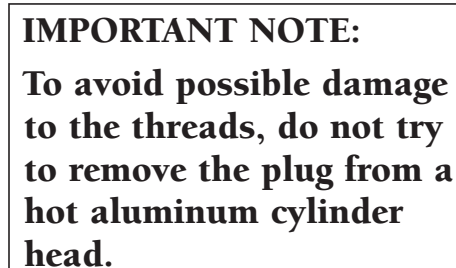 IMPORTANT NOTE:
To avoid possible damage
to the threads, do not try
to remove the plug from a
hot aluminum cylinder
head.